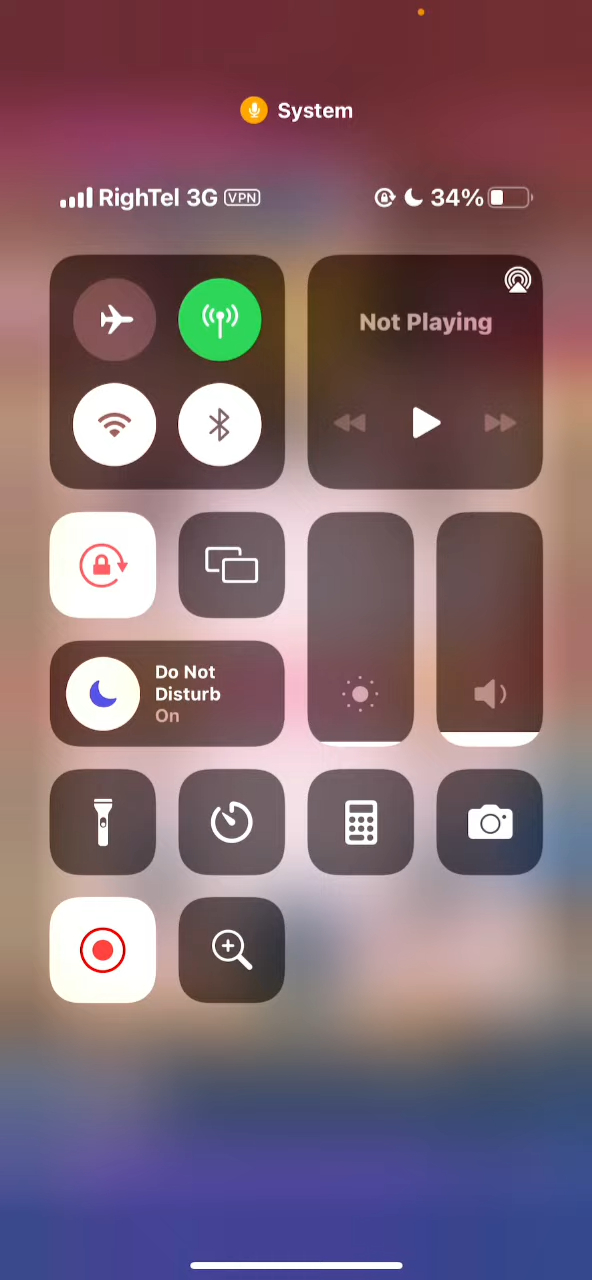 System
RighTel 3G VPN 34%
Not Playing
Do Not
Disturb
On